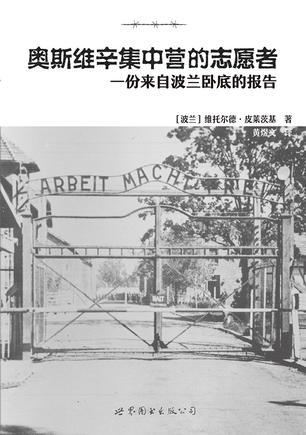 奥斯维辛集中营的志愿者
一份来自波兰卧底的报告
［波兰］维托尔德·皮莱茨基 著
黄煜文 译
ARBEIT MACHT FREI
HALT
世界图书出版公司